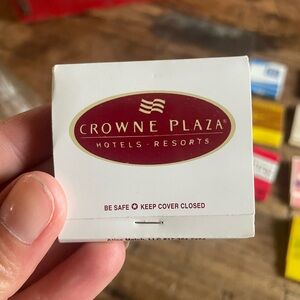 CROWNE PLAZA®
HOTELS · RESORTS
BE SAFE ✪ KEEP COVER CLOSED